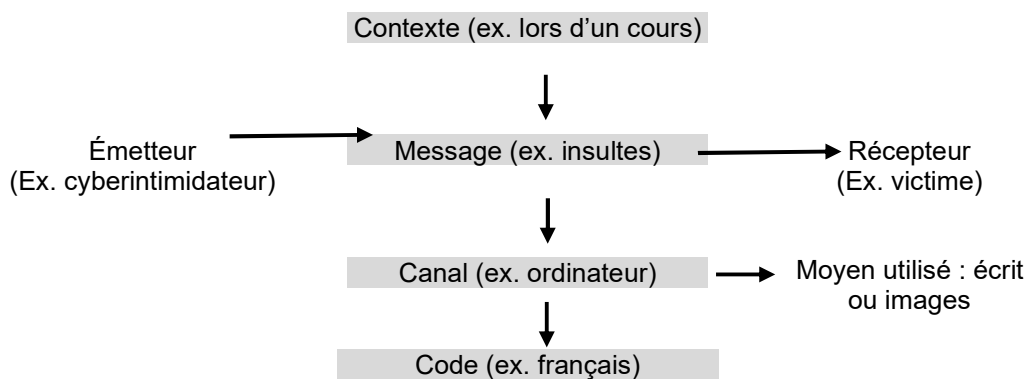 Contexte (ex. lors d’un cours)
Émetteur
(Ex. cyberintimidateur)
Message (ex. insultes)
Récepteur
(Ex. victime)
Canal (ex. ordinateur)
Moyen utilisé : écrit
ou images
Code (ex. français)